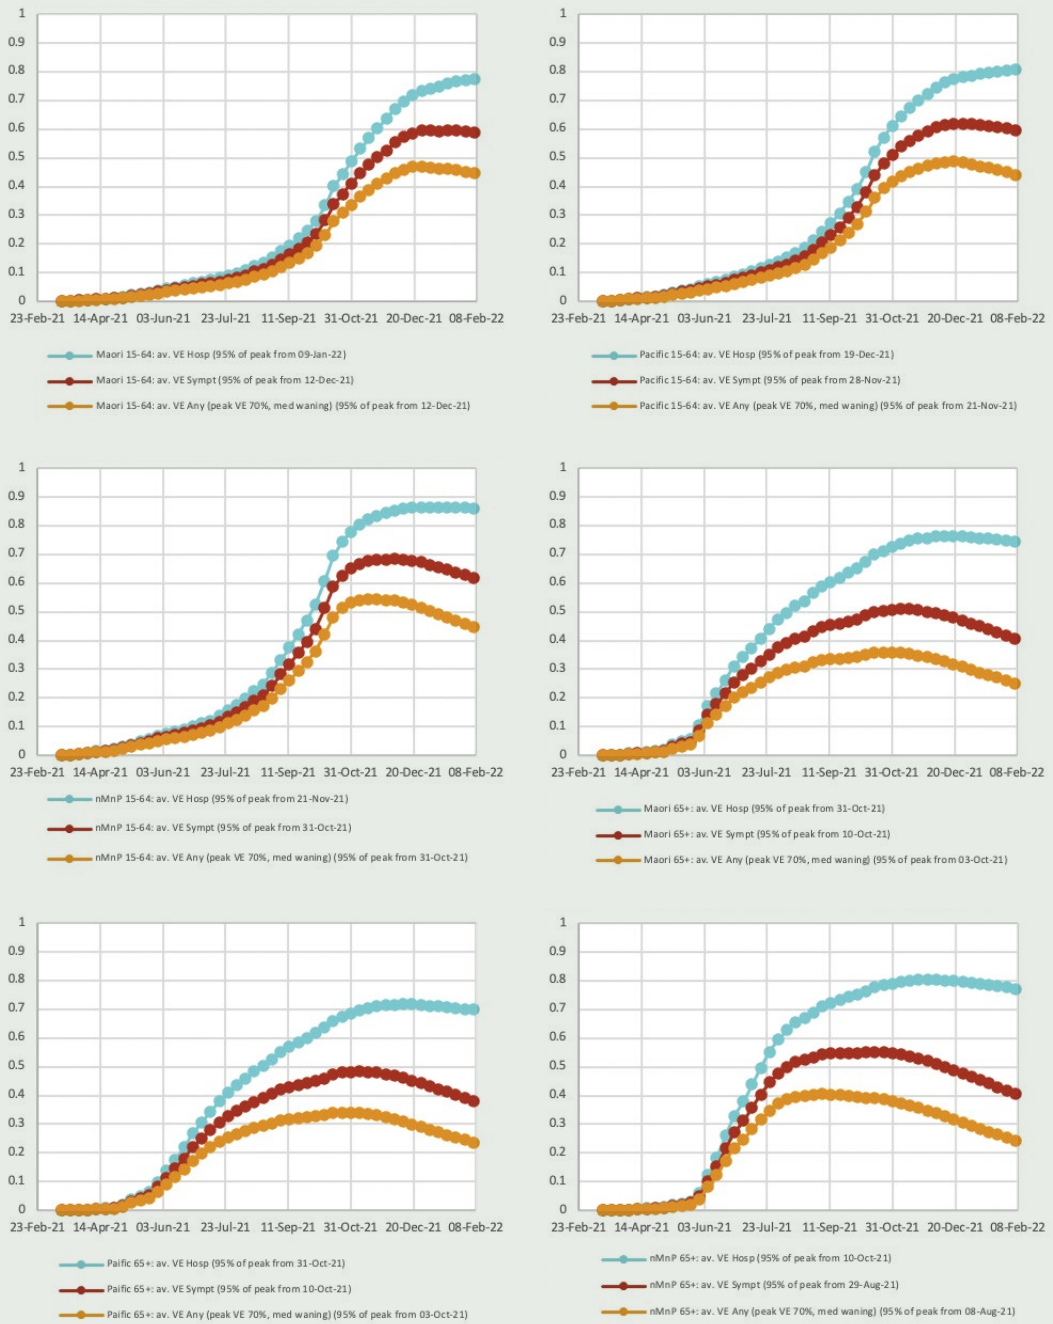 1
0.9
0.8
0.7
0.6
0.5
0.4
0.3
0.2
0.1
0
23-Feb-21 14-Apr-21 03-Jun-21 23-Jul-21 11-Sep-21 31-Oct-21 20-Dec-21 08-Feb-22
Maori 15-64: av. VE Hosp (95% of peak from 09-Jan-22)
Maori 15-64: av. VE Sympt (95% of peak from 12-Dec-21)
Maori 15-64: av. VE Any (peak VE 70%, med waning) (95% of peak from 12-Dec-21)
1
0.9
0.8
0.7
0.6
0.5
0.4
0.3
0.2
0.1
0
23-Feb-21 14-Apr-21 03-Jun-21 23-Jul-21 11-Sep-21 31-Oct-21 20-Dec-21 08-Feb-22
Pacific 15-64: av. VE Hosp (95% of peak from 19-Dec-21)
Pacific 15-64: av. VE Sympt (95% of peak from 28-Nov-21)
Pacific 15-64: av. VE Any (peak VE 70%, med waning) (95% of peak from 21-Nov-21)
1
0.9
0.8
0.7
0.6
0.5
0.4
0.3
0.2
0.1
0
23-Feb-21 14-Apr-21 03-Jun-21 23-Jul-21 11-Sep-21 31-Oct-21 20-Dec-21 08-Feb-22
nMnP 15-64: av. VE Hosp (95% of peak from 21-Nov-21)
nMnP 15-64: av. VE Sympt (95% of peak from 31-Oct-21)
nMnP 15-64: av. VE Any (peak VE 70%, med waning) (95% of peak from 31-Oct-21)
1
0.9
0.8
0.7
0.6
0.5
0.4
0.3
0.2
0.1
0
23-Feb-21 14-Apr-21 03-Jun-21 23-Jul-21 11-Sep-21 31-Oct-21 20-Dec-21 08-Feb-22
Maori 65+: av. VE Hosp (95% of peak from 31-Oct-21)
Maori 65+: av. VE Sympt (95% of peak from 10-Oct-21)
Maori 65+: av. VE Any (peak VE 70%, med waning) (95% of peak from 03-Oct-21)
1
0.9
0.8
0.7
0.6
0.5
0.4
0.3
0.2
0.1
0
23-Feb-21 14-Apr-21 03-Jun-21 23-Jul-21 11-Sep-21 31-Oct-21 20-Dec-21 08-Feb-22
Paific 65+: av. VE Hosp (95% of peak from 31-Oct-21)
Paific 65+: av. VE Sympt (95% of peak from 10-Oct-21)
Paific 65+: av. VE Any (peak VE 70%, med waning) (95% of peak from 03-Oct-21)
1
0.9
0.8
0.7
0.6
0.5
0.4
0.3
0.2
0.1
0
23-Feb-21 14-Apr-21 03-Jun-21 23-Jul-21 11-Sep-21 31-Oct-21 20-Dec-21 08-Feb-22
nMnP 65+: av. VE Hosp (95% of peak from 10-Oct-21)
nMnP 65+: av. VE Sympt (95% of peak from 29-Aug-21)
nMnP 65+: av. VE Any (peak VE 70%, med waning) (95% of peak from 08-Aug-21)